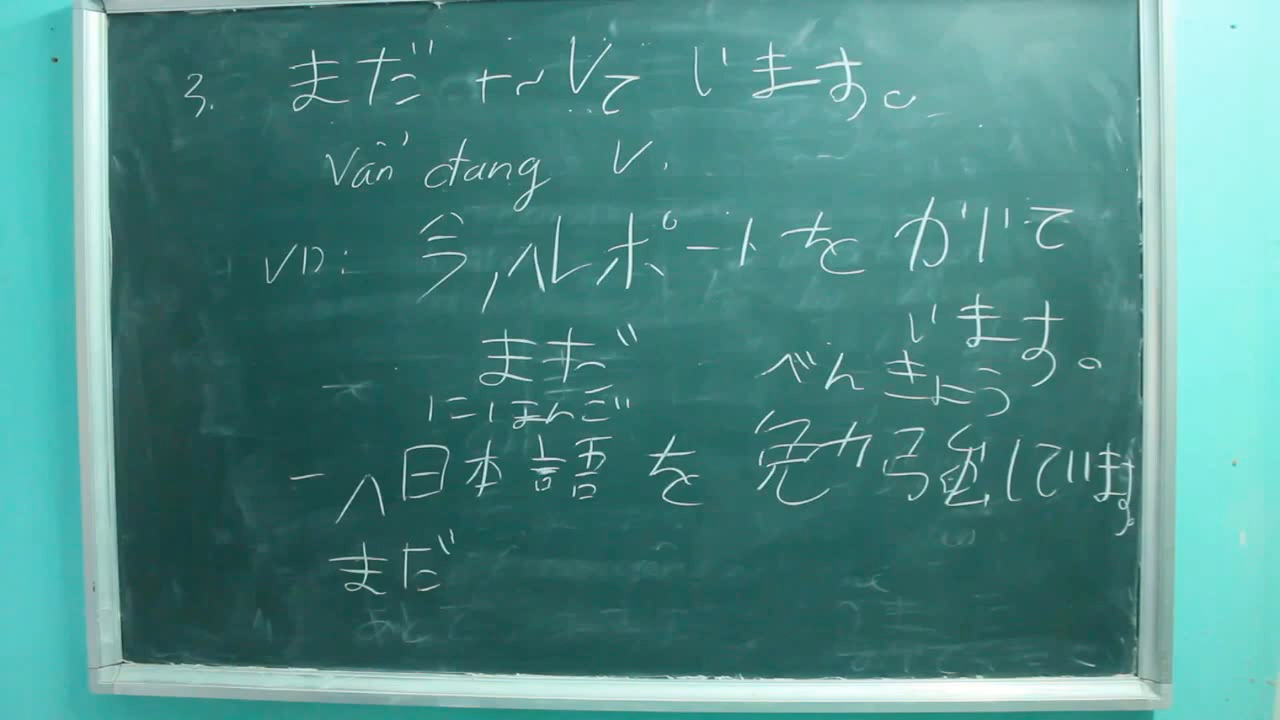 3. まだ + ~ Vて います。
Vẫn đang V.
VD: 今, ∧ レポートを かいて
います。
まだ
べんきょう
にほんご
- ∧ 日本語 を 勉強しています。
まだ